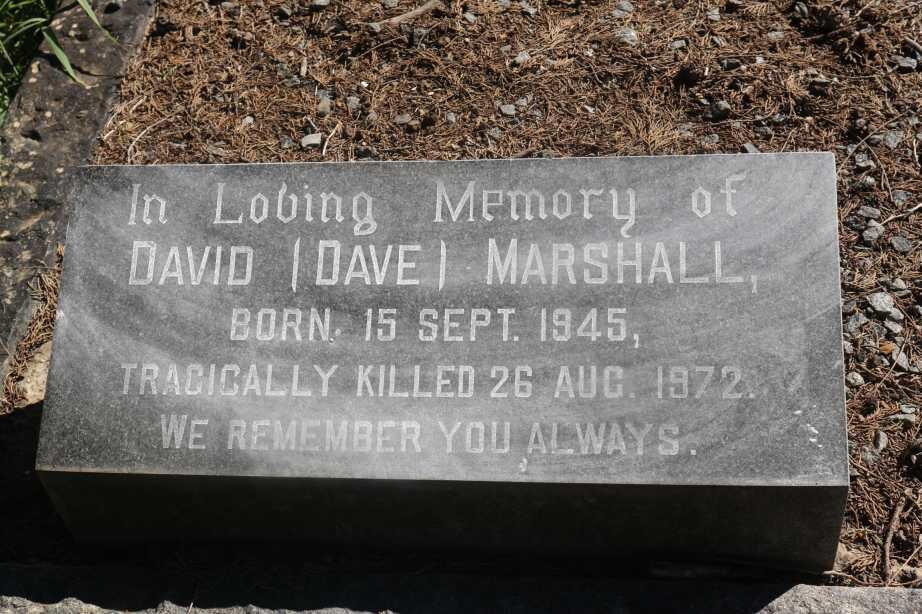 In Loving Memory of
DAVID (DAVE) MARSHALL,
BORN. 15 SEPT. 1945,
TRAGICALLY KILLED 26 AUG. 1972.
WE REMEMBER YOU ALWAYS.